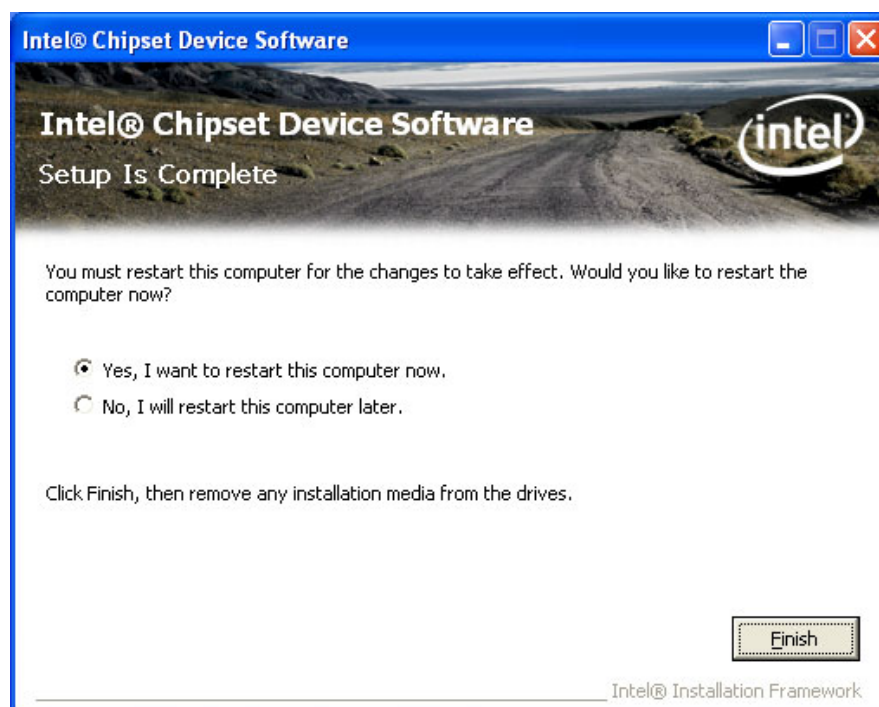 Intel® Chipset Device Software
Intel® Chipset Device Software
intel
Setup Is Complete
You must restart this computer for the changes to take effect. Would you like to restart the
computer now?
Yes, I want to restart this computer now.
No, I will restart this computer later.
Click Finish, then remove any installation media from the drives.
Finish
Intel® Installation Framework